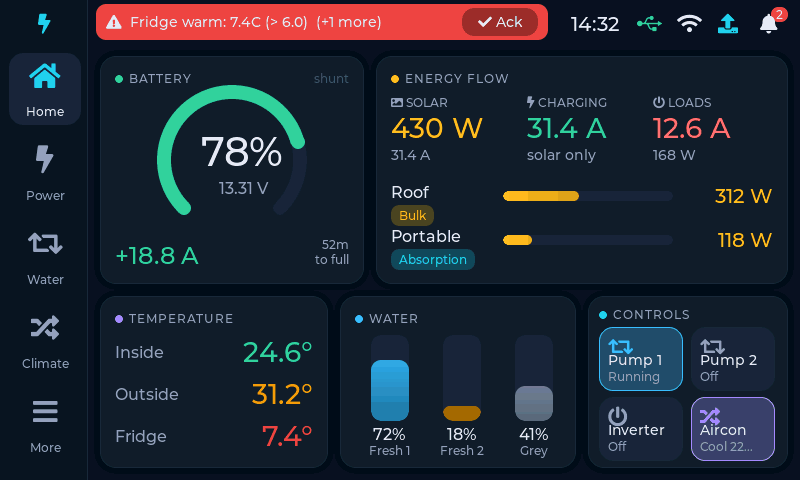 Fridge warm: 7.4C (> 6.0)  (+1 more)
Ack
14:32
2
Home
Power
Water
Climate
More
BATTERY
shunt
78%
13.31 V
+18.8 A
52m
to full
ENERGY FLOW
SOLAR
430 W
31.4 A
CHARGING
31.4 A
solar only
LOADS
12.6 A
168 W
Roof
Bulk
312 W
Portable
Absorption
118 W
TEMPERATURE
Inside 24.6°
Outside 31.2°
Fridge 7.4°
WATER
72% 18% 41%
Fresh 1 Fresh 2 Grey
CONTROLS
Pump 1
Running
Pump 2
Off
Inverter
Off
Aircon
Cool 22...